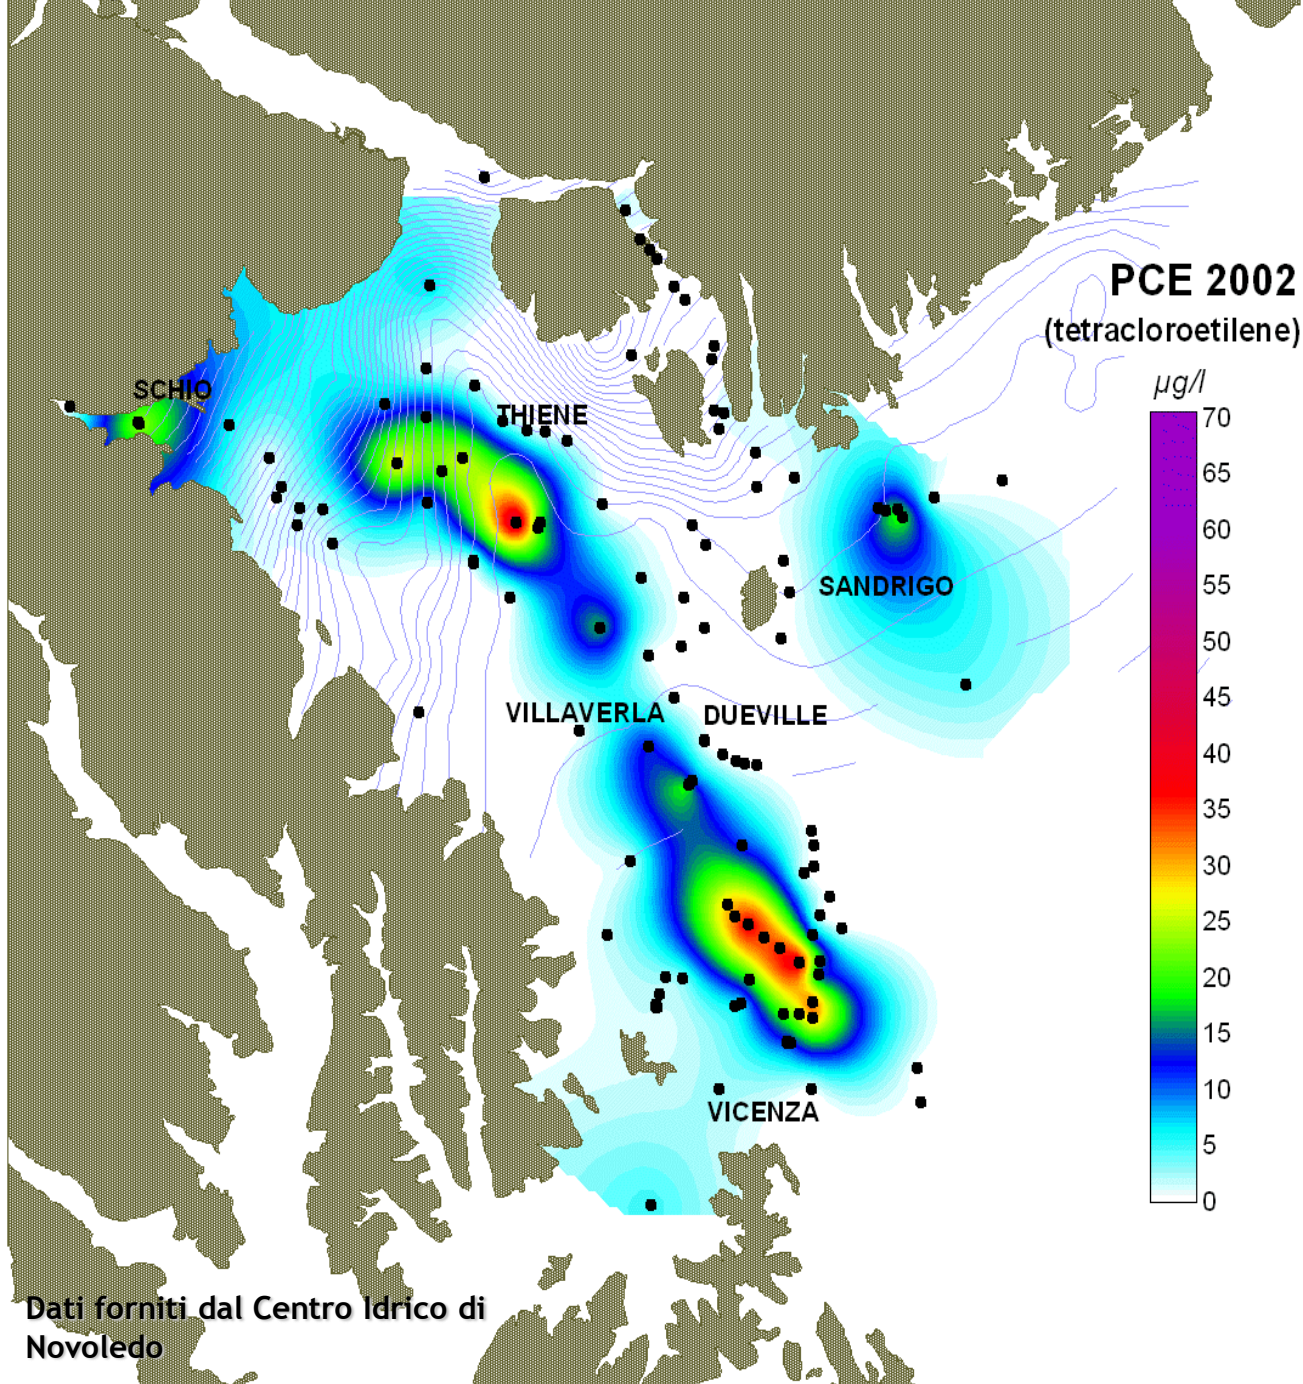 PCE 2002
(tetracloroetilene)
µg/l
70
65
60
55
50
45
40
35
30
25
20
15
10
5
0
SCHIO
THIENE
SANDRIGO
VILLAVERLA
DUEVILLE
VICENZA
Dati forniti dal Centro Idrico di
Novoledo